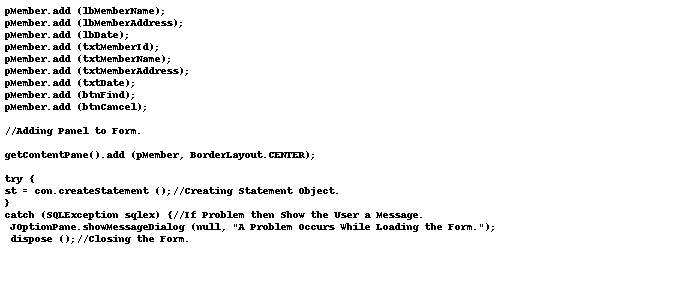 pMember.add (lbMemberName);
pMember.add (lbMemberAddress);
pMember.add (lbDate);
pMember.add (txtMemberId);
pMember.add (txtMemberName);
pMember.add (txtMemberAddress);
pMember.add (txtDate);
pMember.add (btnFind);
pMember.add (btnCancel);
//Adding Panel to Form.
getContentPane().add (pMember, BorderLayout.CENTER);
try {
st = con.createStatement ();//Creating Statement Object.
}
catch (SQLException sqlex) {//If Problem then Show the User a Message.
JOptionPane.showMessageDialog (null, "A Problem Occurs While Loading the Form.");
dispose ();//Closing the Form.